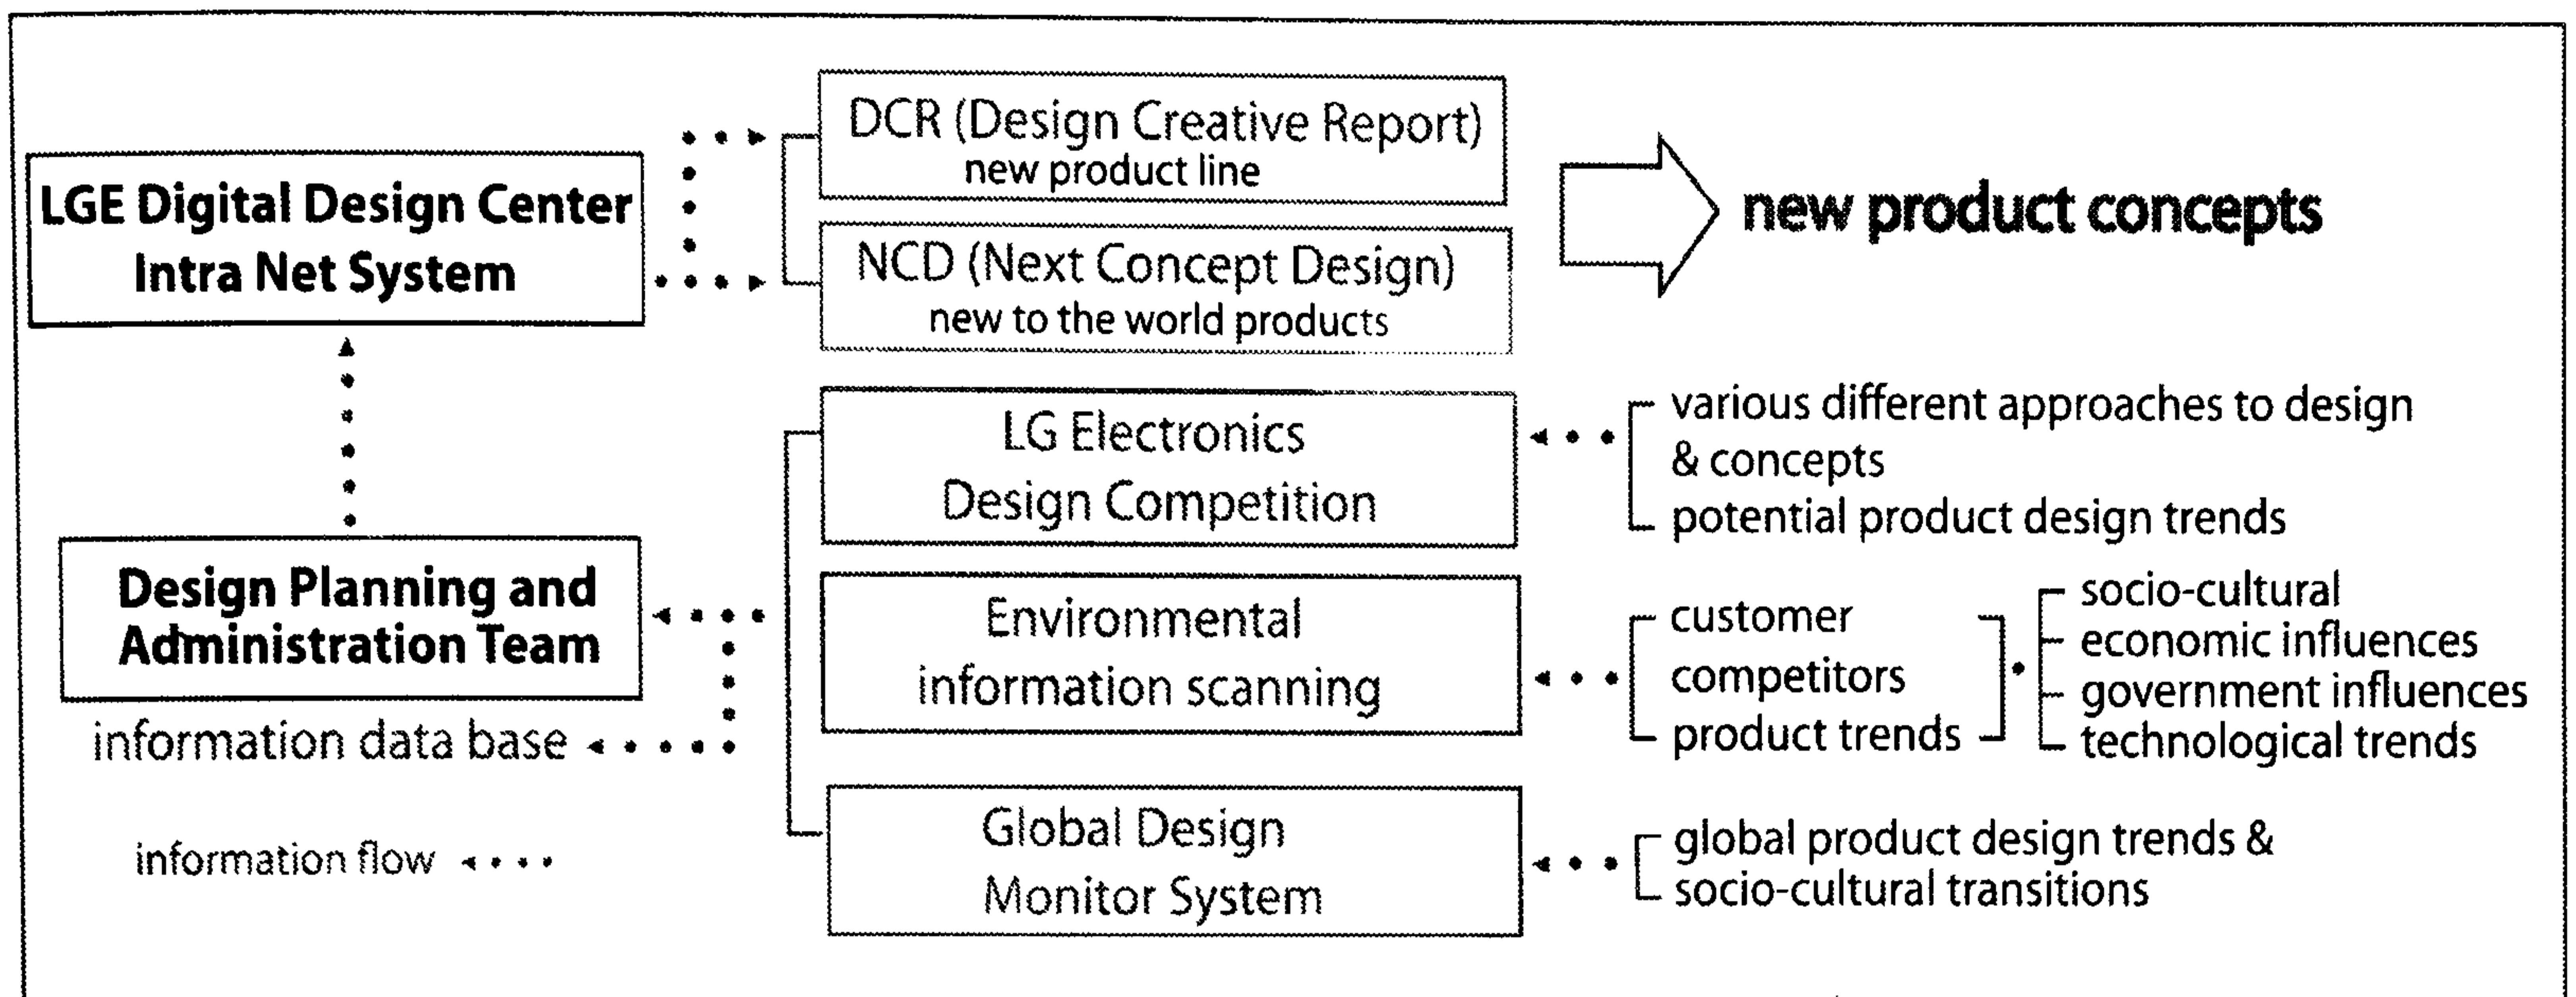 LGE Digital Design Center
Intra Net System
DCR (Design Creative Report)
new product line
NCD (Next Concept Design)
new to the world products
new product concepts
Design Planning and
Administration Team
information data base
information flow
LG Electronics
Design Competition
various different approaches to design
& concepts
potential product design trends
Environmental
information scanning
customer
competitors
product trends
socio-cultural
economic influences
government influences
technological trends
Global Design
Monitor System
global product design trends &
socio-cultural transitions